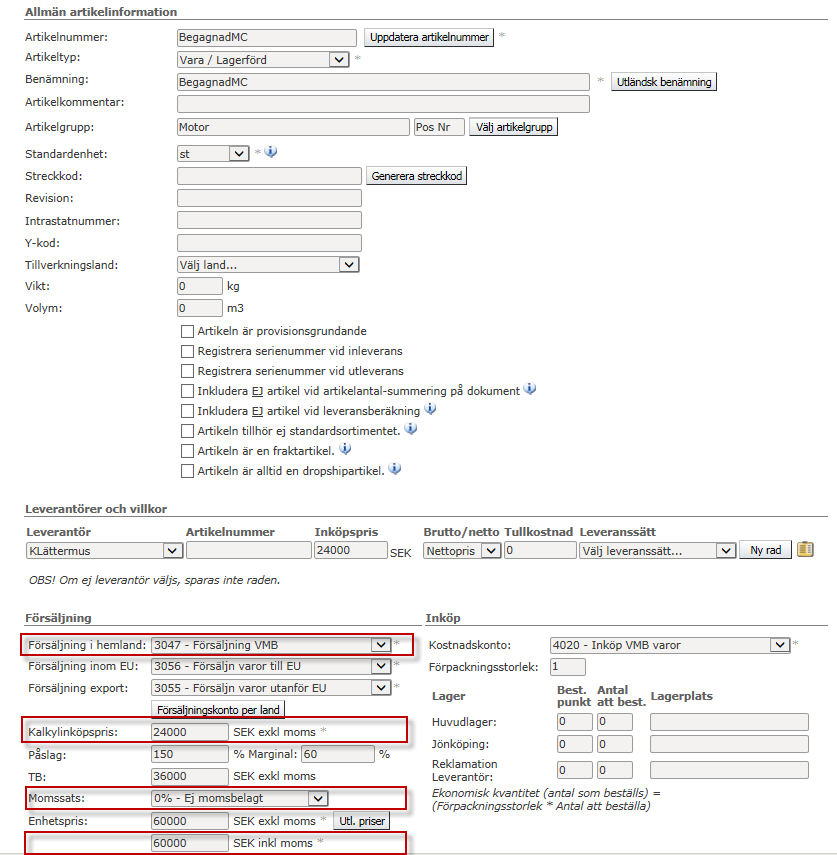 Allmän artikelinformation
Artikelnummer: BegagnadMC Uppdatera artikelnummer *
Artikeltyp: Vara / Lagerförd *
Benämning: BegagnadMC * Utländsk benämning
Artikelkommentar:
Artikelgrupp: Motor Pos Nr Välj artikelgrupp
Standardenhet: st *
Streckkod: Generera streckkod
Revision:
Intrastatnummer:
Y-kod:
Tillverkningsland: Välj land...
Vikt: 0 kg
Volym: 0 m3
Artikeln är provisionsgrundande
Registrera serienummer vid inleverans
Registrera serienummer vid utleverans
Inkludera EJ artikel vid artikelantal-summering på dokument
Inkludera EJ artikel vid leveransberäkning
Artikeln tillhör ej standardsortimentet.
Artikeln är en fraktartikel.
Artikeln är alltid en dropshipartikel.
Leverantörer och villkor
Leverantör Artikelnummer Inköpspris Brutto/netto Tullkostnad Leveranssätt
KLättermus 24000 SEK Nettopris 0 Välj leveranssätt... Ny rad
OBS! Om ej leverantör väljs, sparas inte raden.
Försäljning
Försäljning i hemland: 3047 - Försäljning VMB *
Försäljning inom EU: 3056 - Försäljn varor till EU *
Försäljning export: 3055 - Försäljn varor utanför EU *
Försäljningskonto per land
Kalkylinköpspris: 24000 SEK exkl moms *
Påslag: 150 % Marginal: 60 %
TB: 36000 SEK exkl moms
Momssats: 0% - Ej momsbelagt
Enhetspris: 60000 SEK exkl moms * Utl. priser
60000 SEK inkl moms *
Inköp
Kostnadskonto: 4020 - Inköp VMB varor *
Förpackningsstorlek: 1
Lager Best. punkt Antal att best. Lagerplats
Huvudlager: 0 0
Jönköping: 0 0
Reklamation
Leverantör: 0 0
Ekonomisk kvantitet (antal som beställs) =
(Förpackningsstorlek * Antal att beställa)